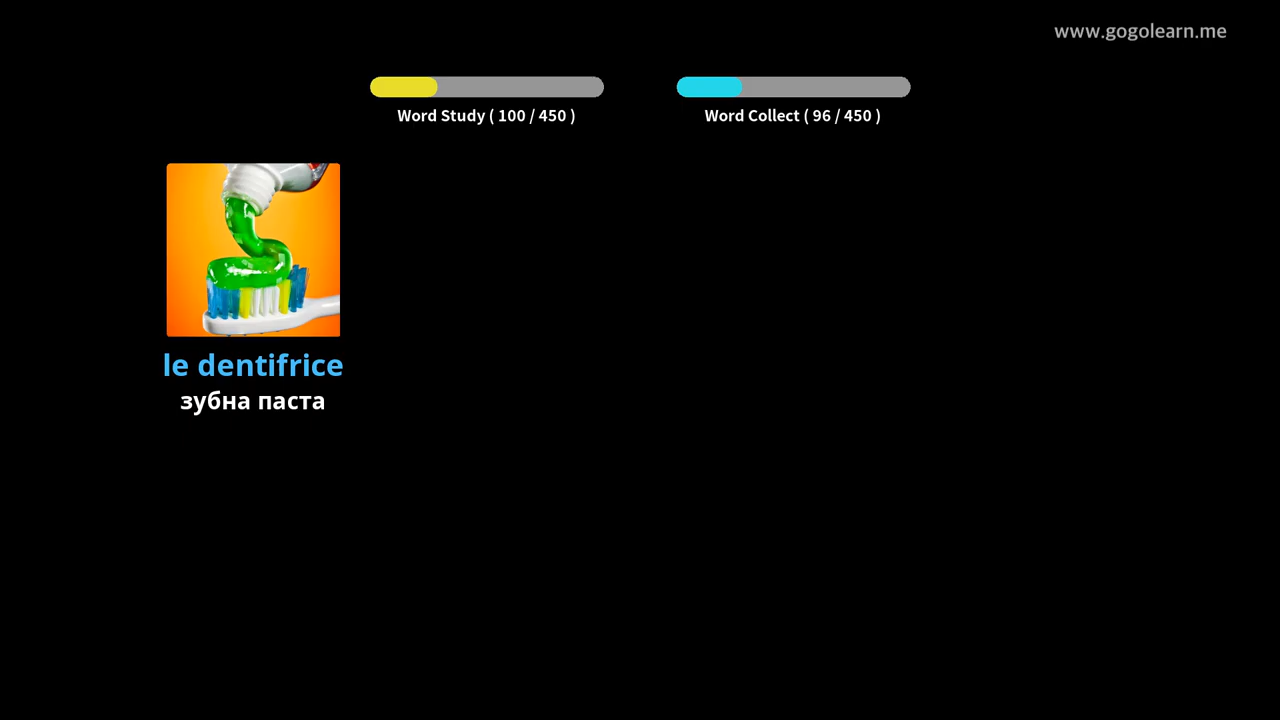 www.gogolearn.me
Word Study ( 100 / 450 )
Word Collect ( 96 / 450 )
le dentifrice
зубна паста